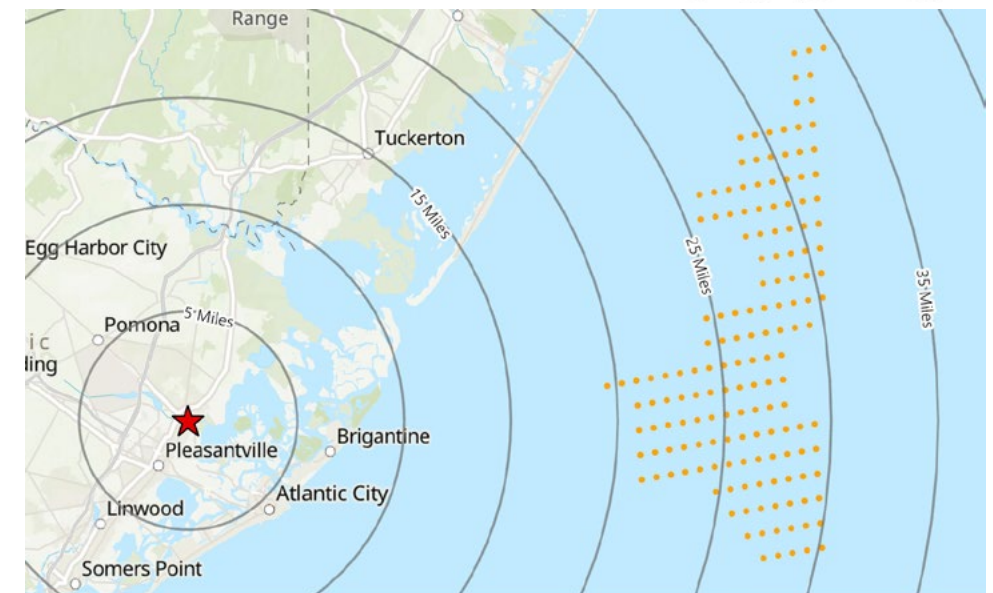 Range
Tuckerton
15 Miles
Egg Harbor City
25 Miles
35 Miles
5 Miles
Pomona
i c
ling
Pleasantville
Brigantine
Atlantic City
Linwood
Somers Point